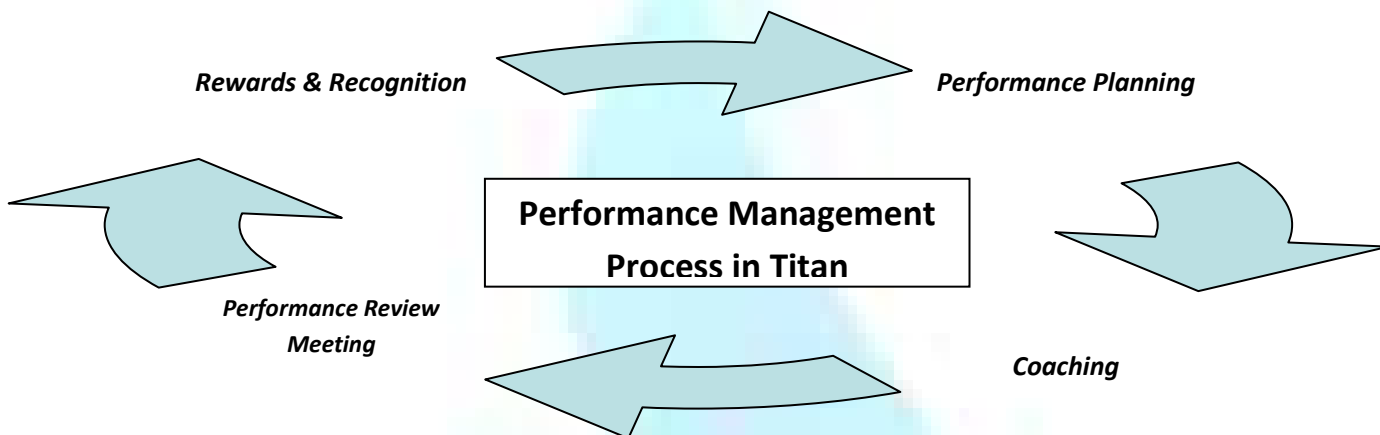 Rewards & Recognition
Performance Planning
Performance Management
Process in Titan
Performance Review
Meeting
Coaching